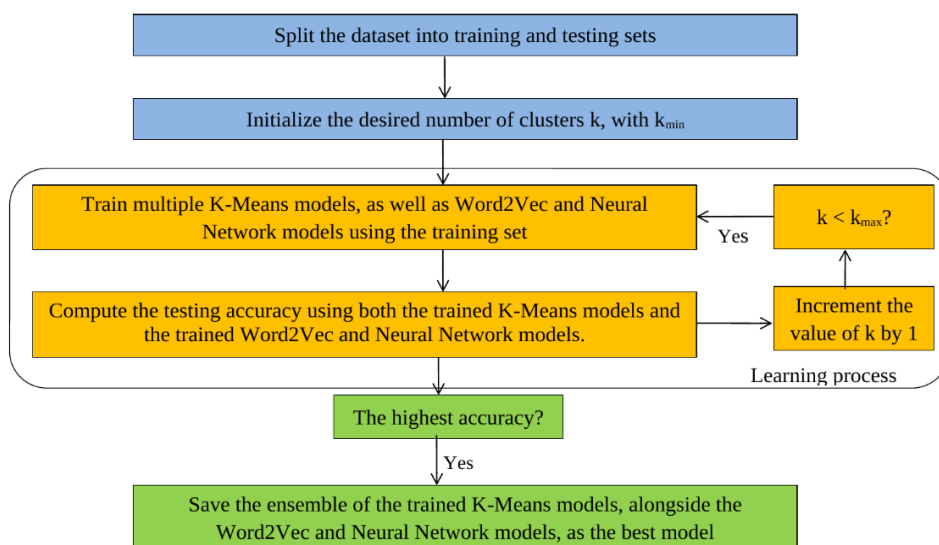 Split the dataset into training and testing sets
Initialize the desired number of clusters k, with kmin
Train multiple K-Means models, as well as Word2Vec and Neural
Network models using the training set
Yes
k < kmax?
Compute the testing accuracy using both the trained K-Means models and
the trained Word2Vec and Neural Network models.
Increment the
value of k by 1
Learning process
The highest accuracy?
Yes
Save the ensemble of the trained K-Means models, alongside the
Word2Vec and Neural Network models, as the best model